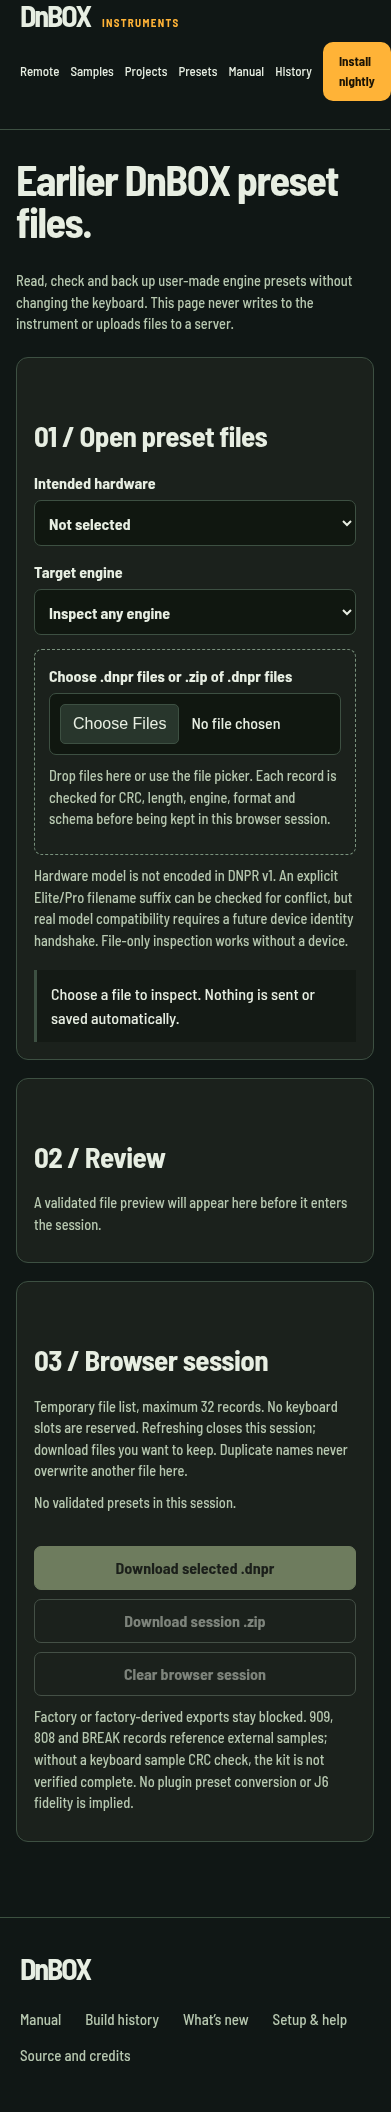 DnBOX INSTRUMENTS
Remote Samples Projects Presets Manual History Install
nightly
Earlier DnBOX preset
files.
Read, check and back up user-made engine presets without
changing the keyboard. This page never writes to the
instrument or uploads files to a server.
01 / Open preset files
Intended hardware
Not selected
Target engine
Inspect any engine
Choose .dnpr files or .zip of .dnpr files
Choose Files No file chosen
Drop files here or use the file picker. Each record is
checked for CRC, length, engine, format and
schema before being kept in this browser session.
Hardware model is not encoded in DNPR v1. An explicit
Elite/Pro filename suffix can be checked for conflict, but
real model compatibility requires a future device identity
handshake. File-only inspection works without a device.
Choose a file to inspect. Nothing is sent or
saved automatically.
02 / Review
A validated file preview will appear here before it enters
the session.
03 / Browser session
Temporary file list, maximum 32 records. No keyboard
slots are reserved. Refreshing closes this session;
download files you want to keep. Duplicate names never
overwrite another file here.
No validated presets in this session.
Download selected .dnpr
Download session .zip
Clear browser session
Factory or factory-derived exports stay blocked. 909,
808 and BREAK records reference external samples;
without a keyboard sample CRC check, the kit is not
verified complete. No plugin preset conversion or J6
fidelity is implied.
DnBOX
Manual Build history What's new Setup & help
Source and credits